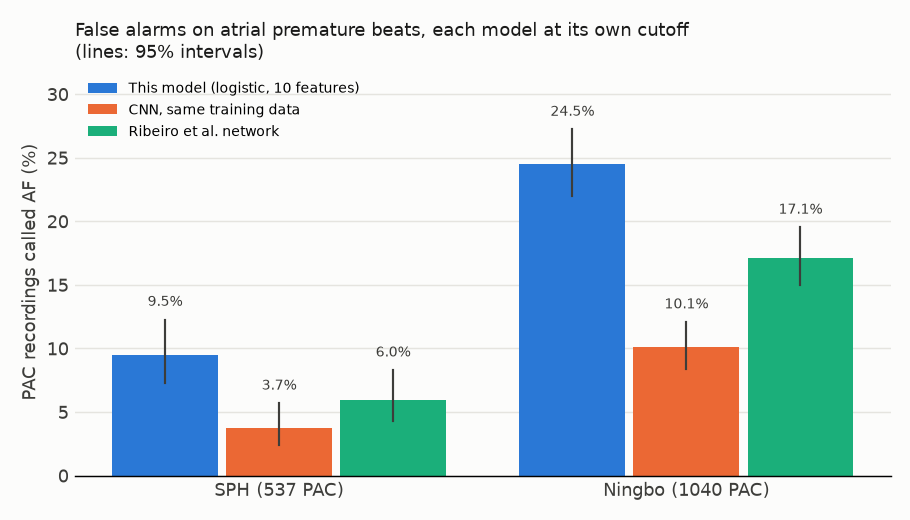 False alarms on atrial premature beats, each model at its own cutoff
(lines: 95% intervals)
This model (logistic, 10 features)
CNN, same training data
Ribeiro et al. network
PAC recordings called AF (%)
30
25
20
15
10
5
0
9.5%
3.7%
6.0%
24.5%
10.1%
17.1%
SPH (537 PAC)
Ningbo (1040 PAC)